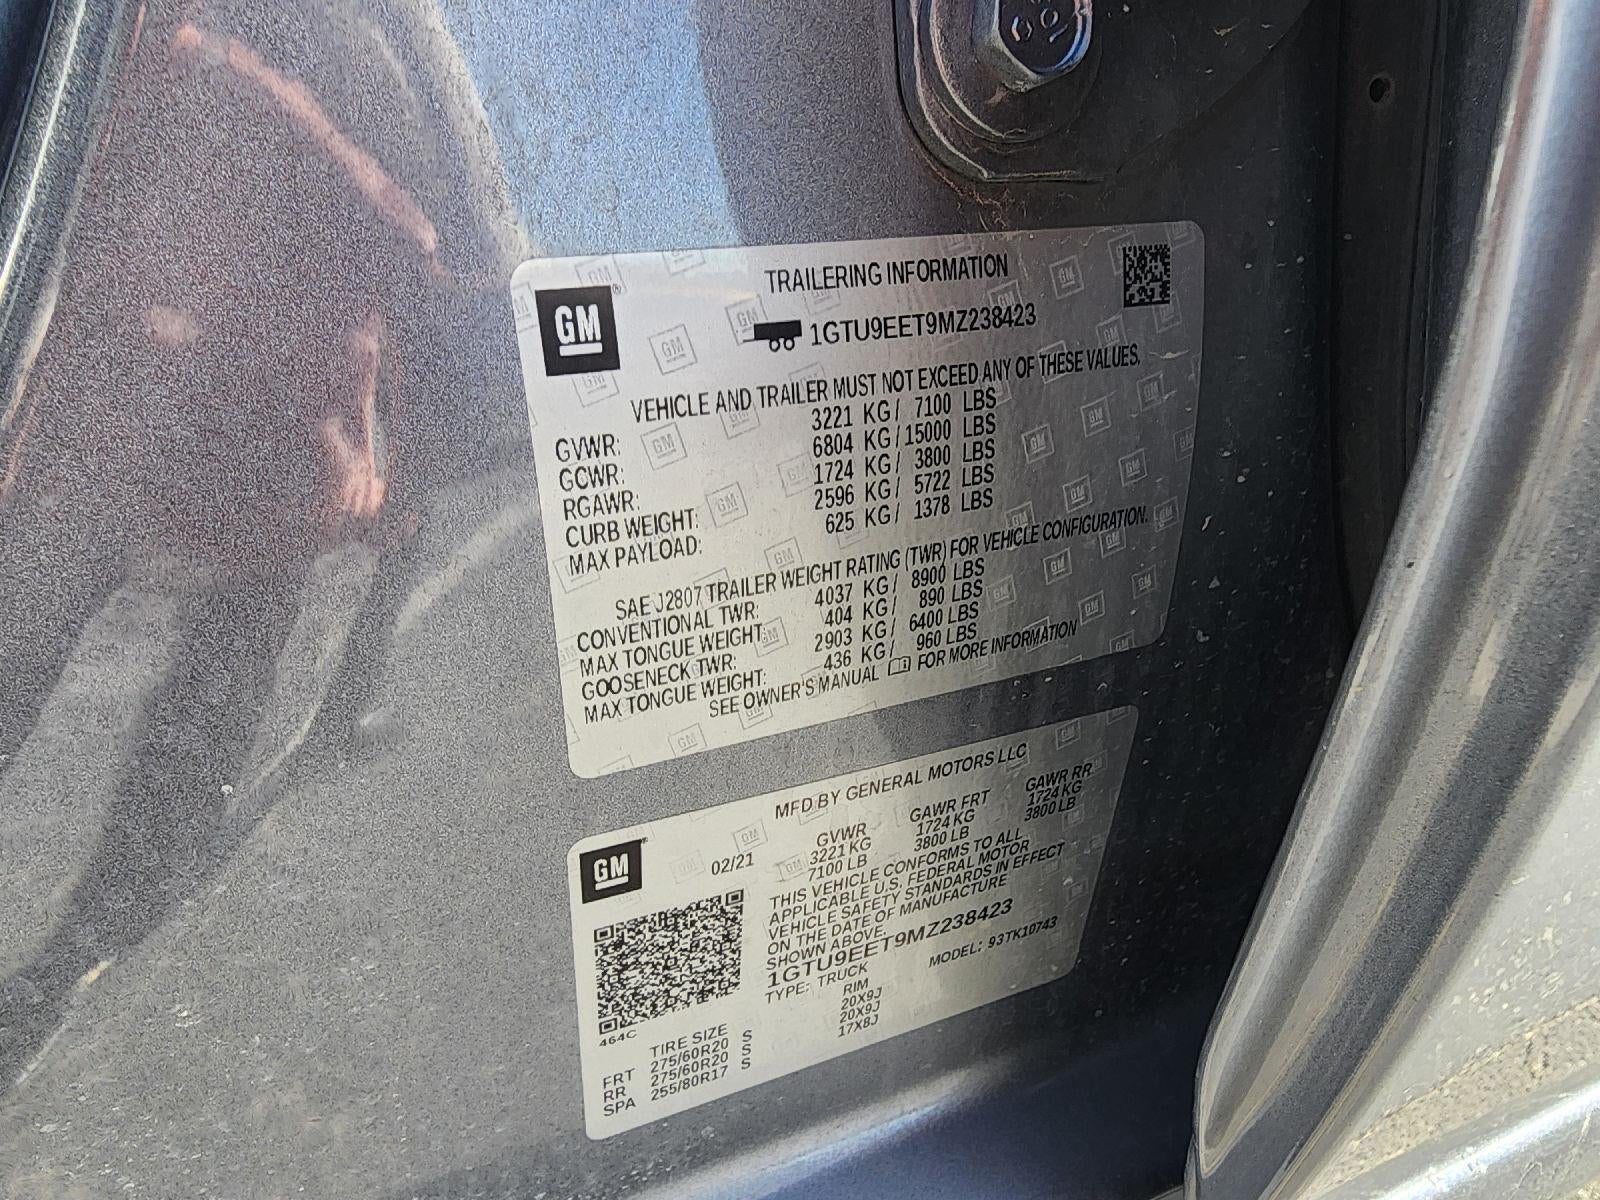 GM
TRAILERING INFORMATION
1GTU9EET9MZ238423
VEHICLE AND TRAILER MUST NOT EXCEED ANY OF THESE VALUES.
GVWR: 3221 KG/ 7100 LBS
GCWR: 6804 KG/ 15000 LBS
RGAWR: 1724 KG/ 3800 LBS
CURB WEIGHT: 2596 KG/ 5722 LBS
MAX PAYLOAD: 625 KG/ 1378 LBS
SAE J2807 TRAILER WEIGHT RATING (TWR) FOR VEHICLE CONFIGURATION.
CONVENTIONAL TWR: 4037 KG/ 8900 LBS
MAX TONGUE WEIGHT: 404 KG/ 890 LBS
GOOSENECK TWR: 2903 KG/ 6400 LBS
MAX TONGUE WEIGHT: 436 KG/ 960 LBS
SEE OWNER'S MANUAL FOR MORE INFORMATION
GM
MFD BY GENERAL MOTORS LLC
02/21 GVWR GAWR FRT GAWR RR
3221 KG 1724 KG 1724 KG
7100 LB 3800 LB 3800 LB
THIS VEHICLE CONFORMS TO ALL
APPLICABLE U.S. FEDERAL MOTOR
VEHICLE SAFETY STANDARDS IN EFFECT
ON THE DATE OF MANUFACTURE
SHOWN ABOVE.
1GTU9EET9MZ238423
TYPE: TRUCK MODEL: 93TK10743
464C
TIRE SIZE RIM
FRT 275/60R20 S 20X9J
RR 275/60R20 S 20X9J
SPA 255/80R17 S 17X8J